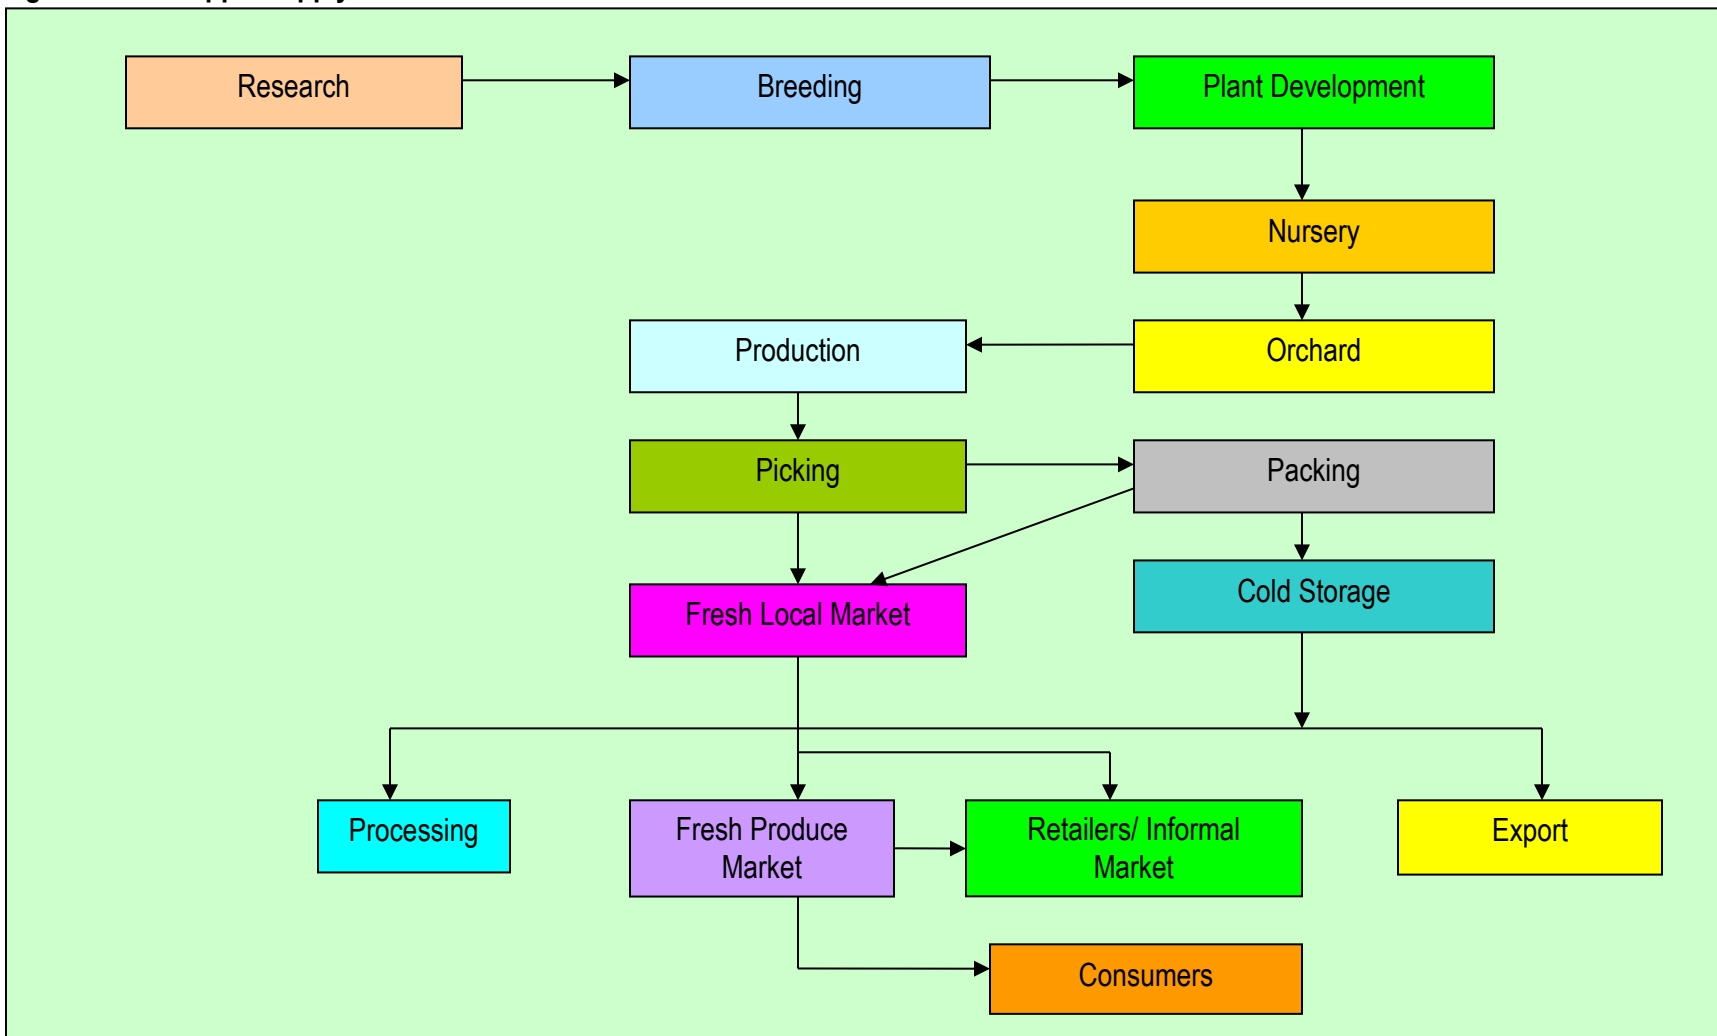 Research
Breeding
Plant Development
Nursery
Production
Orchard
Picking
Packing
Cold Storage
Fresh Local Market
Processing
Fresh Produce
Market
Retailers/ Informal
Market
Export
Consumers